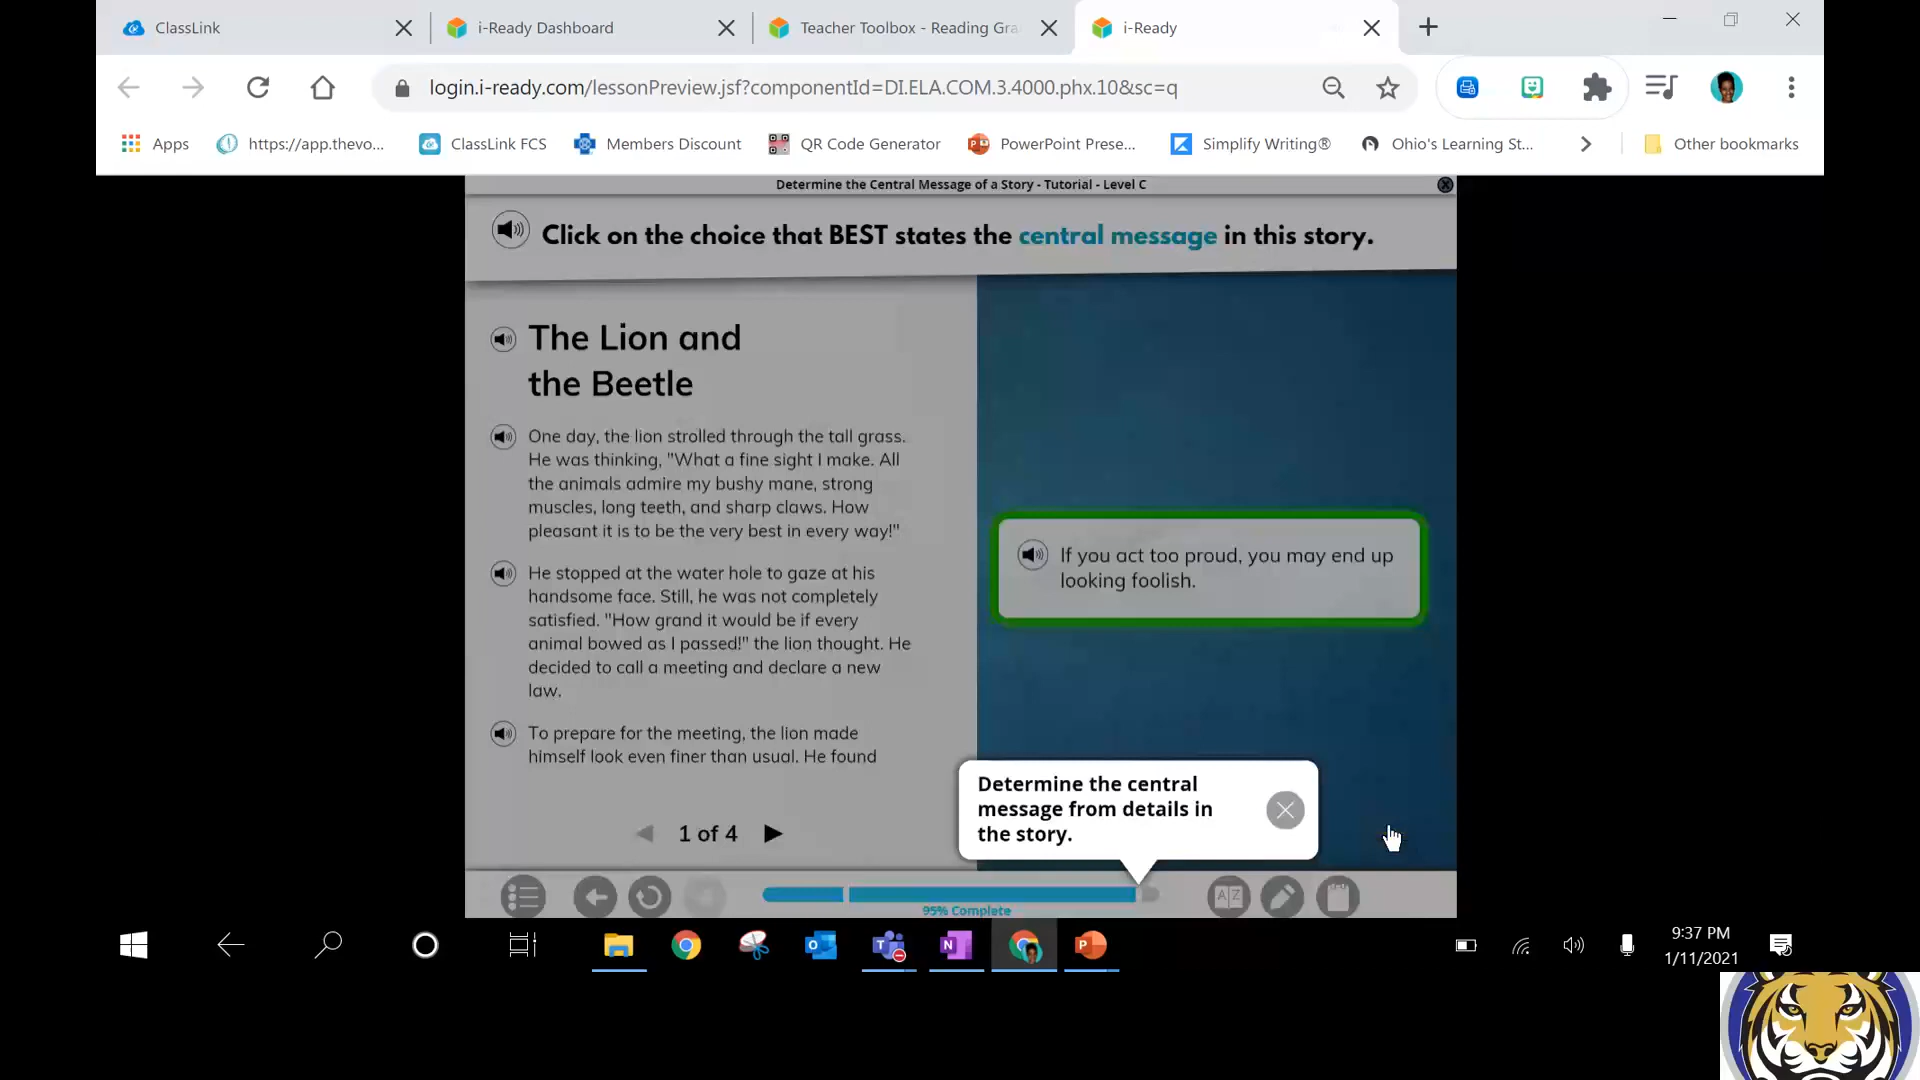 ClassLink
i-Ready Dashboard
Teacher Toolbox - Reading Gra
i-Ready
login.i-ready.com/lessonPreview.jsf?componentId=DI.ELA.COM.3.4000.phx.10&sc=q
Apps
https://app.thevo...
ClassLink FCS
Members Discount
QR Code Generator
PowerPoint Prese...
Simplify Writing®
Ohio's Learning St...
Other bookmarks
Determine the Central Message of a Story - Tutorial - Level C
Click on the choice that BEST states the central message in this story.
The Lion and
the Beetle
One day, the lion strolled through the tall grass.
He was thinking, "What a fine sight I make. All
the animals admire my bushy mane, strong
muscles, long teeth, and sharp claws. How
pleasant it is to be the very best in every way!"
He stopped at the water hole to gaze at his
handsome face. Still, he was not completely
satisfied. "How grand it would be if every
animal bowed as I passed!" the lion thought. He
decided to call a meeting and declare a new
law.
To prepare for the meeting, the lion made
himself look even finer than usual. He found
1 of 4
If you act too proud, you may end up
looking foolish.
Determine the central
message from details in
the story.
95% Complete
A Z
9:37 PM
1/11/2021